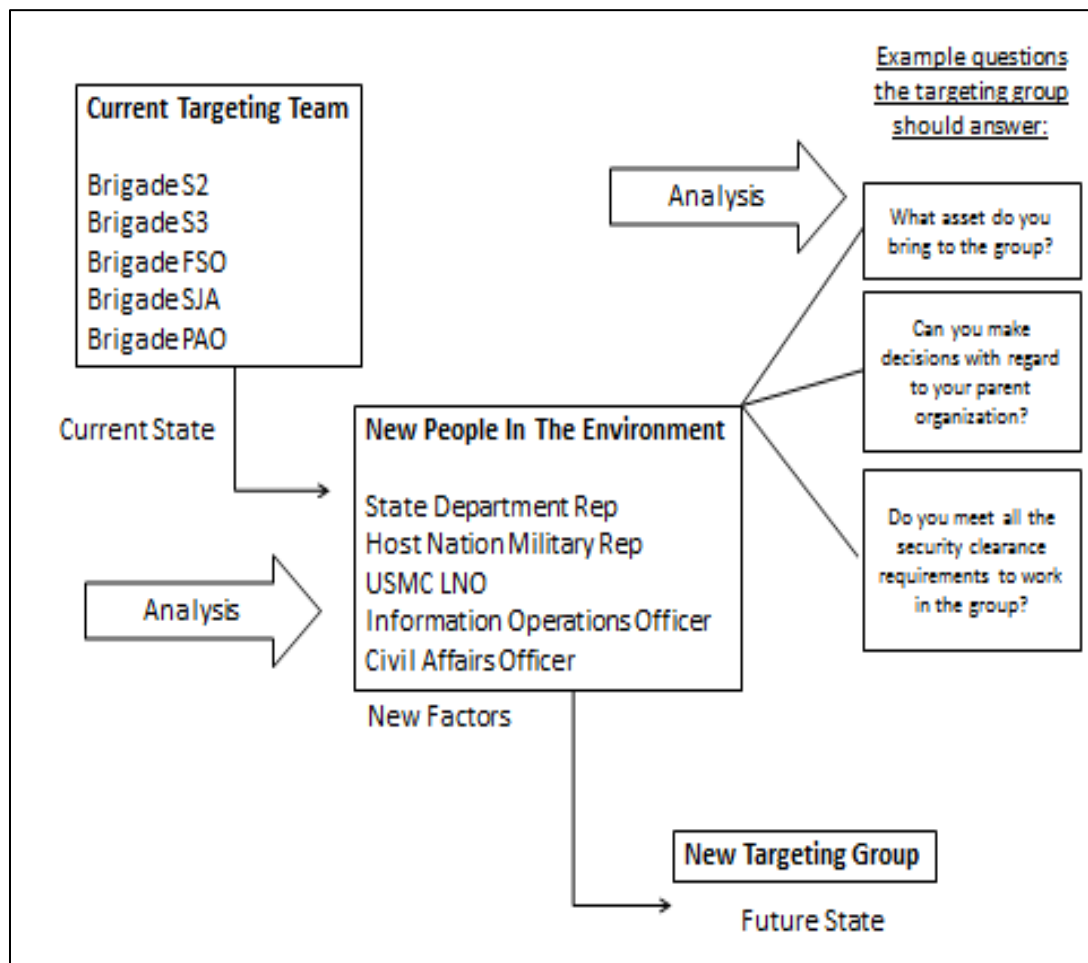 Current Targeting Team
Brigade S2
Brigade S3
Brigade FSO
Brigade SJA
Brigade PAO
Current State
Analysis
New People In The Environment
State Department Rep
Host Nation Military Rep
USMC LNO
Information Operations Officer
Civil Affairs Officer
New Factors
Analysis
Example questions
the targeting group
should answer:
What asset do you
bring to the group?
Can you make
decisions with regard
to your parent
organization?
Do you meet all the
security clearance
requirements to work
in the group?
New Targeting Group
Future State